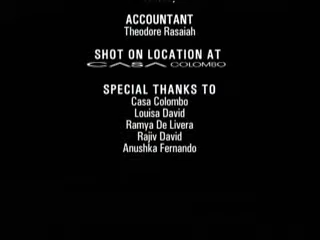 ACCOUNTANT
Theodore Rasaiah
SHOT ON LOCATION AT
CASA COLOMBO
SPECIAL THANKS TO
Casa Colombo
Louisa David
Ramya De Livera
Rajiv David
Anushka Fernando